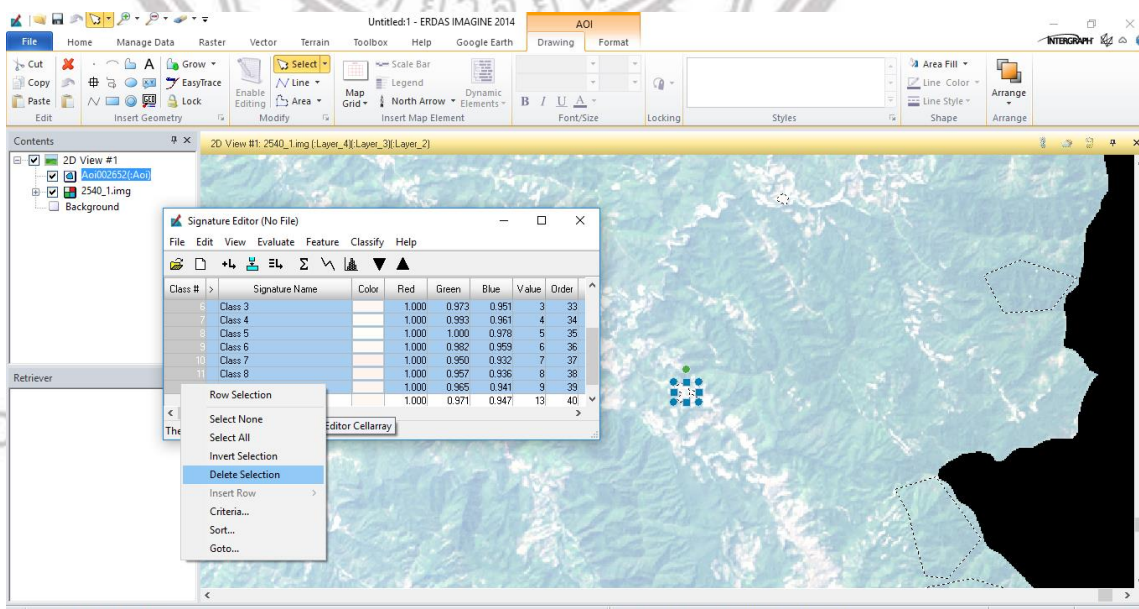 Untitled:1 - ERDAS IMAGINE 2014
AOI
File Home Manage Data Raster Vector Terrain Toolbox Help Google Earth Drawing Format
INTERGRAPH
Cut
Copy
Paste
Edit
A
Grow
EasyTrace
Lock
Insert Geometry
Enable Editing
Select
Line
Area
Modify
Map Grid
Scale Bar
Legend
North Arrow
Dynamic Elements
Insert Map Element
B I U A
Font/Size
Locking
Styles
Area Fill
Line Color
Line Style
Shape
Arrange
Arrange
Contents
2D View #1
Aoi002652(:Aoi)
2540_1.img
Background
Retriever
2D View #1: 2540_1.img (:Layer_4)(:Layer_3)(:Layer_2)
Signature Editor (No File)
File Edit View Evaluate Feature Classify Help
Class # > Signature Name Color Red Green Blue Value Order
6 Class 3 1.000 0.973 0.951 3 33
7 Class 4 1.000 0.993 0.961 4 34
8 Class 5 1.000 1.000 0.978 5 35
9 Class 6 1.000 0.982 0.959 6 36
10 Class 7 1.000 0.950 0.932 7 37
11 Class 8 1.000 0.957 0.936 8 38
1.000 0.965 0.941 9 39
1.000 0.971 0.947 13 40
The
Editor Cellarray
Row Selection
Select None
Select All
Invert Selection
Delete Selection
Insert Row
Criteria...
Sort...
Goto...